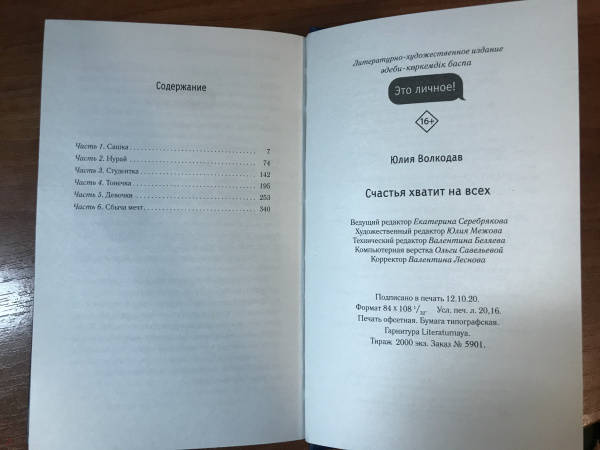 Содержание
Часть 1. Сашка 7
Часть 2. Нурай 74
Часть 3. Студентка 142
Часть 4. Тонечка 195
Часть 5. Девочки 253
Часть 6. Сбыча мечт 340
Литературно-художественное издание
әдеби-көркемдік баспа
Это личное!
16+
Юлия Волкодав
Счастья хватит на всех
Ведущий редактор Екатерина Серебрякова
Художественный редактор Юлия Межова
Технический редактор Валентина Беляева
Компьютерная верстка Ольги Савельевой
Корректор Валентина Леснова
Подписано в печать 12.10.20.
Формат 84 х 108 1/32. Усл. печ. л. 20,16.
Печать офсетная. Бумага типографская.
Гарнитура Literaturnaya.
Тираж 2000 экз. Заказ № 5901.